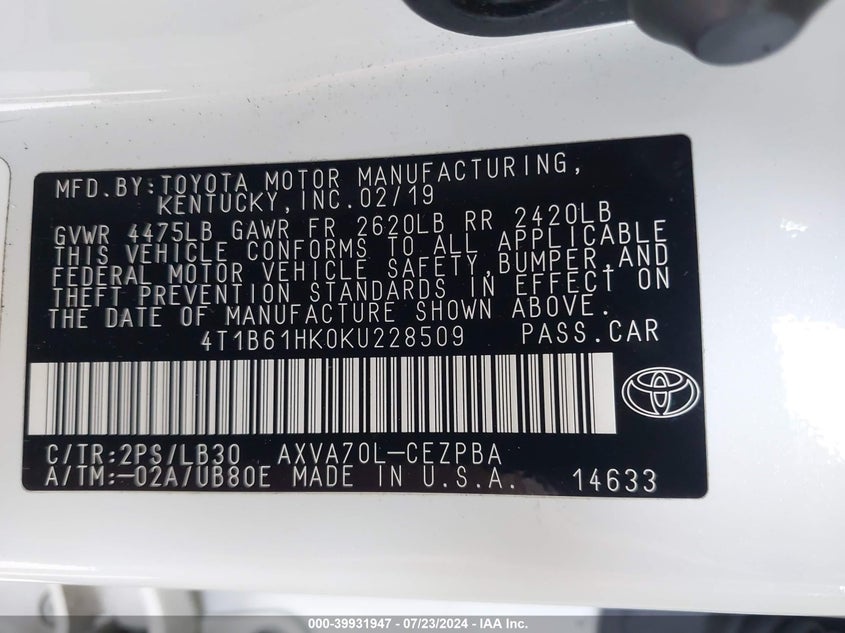 MFD.BY:TOYOTA MOTOR MANUFACTURING,
KENTUCKY,INC.02/19
GVWR 4475LB GAWR FR 2620LB RR 2420LB
THIS VEHICLE CONFORMS TO ALL APPLICABLE
FEDERAL MOTOR VEHICLE SAFETY,BUMPER,AND
THEFT PREVENTION STANDARDS IN EFFECT ON
THE DATE OF MANUFACTURE SHOWN ABOVE.
4T1B61HK0KU228509 PASS.CAR
C/TR:2PS/LB30 AXVA70L-CEZPBA
A/TM:-02A/UB80E MADE IN U.S.A. 14633
000-39931947 - 07/23/2024 - IAA Inc.